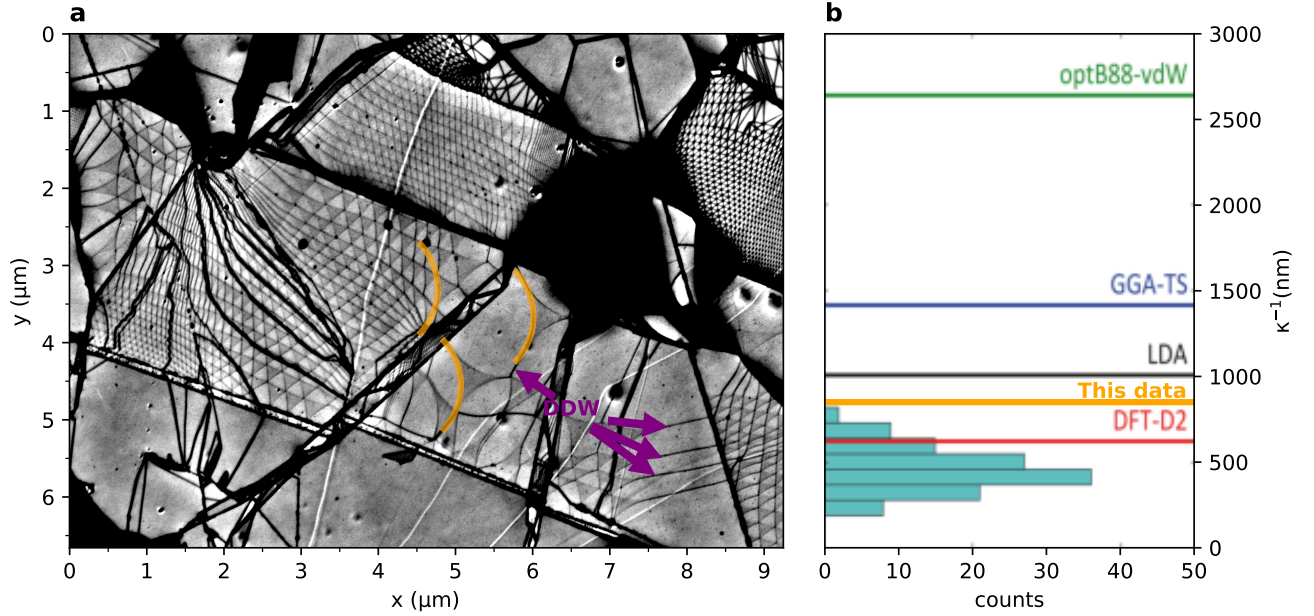 a
0
1
2
3
4
5
6
y (μm)
DDW
0 1 2 3 4 5 6 7 8 9
x (μm)
b
optB88-vdW
GGA-TS
LDA
This data
DFT-D2
3000
2500
2000
1500
1000
500
0
κ⁻¹(nm)
0 10 20 30 40 50
counts